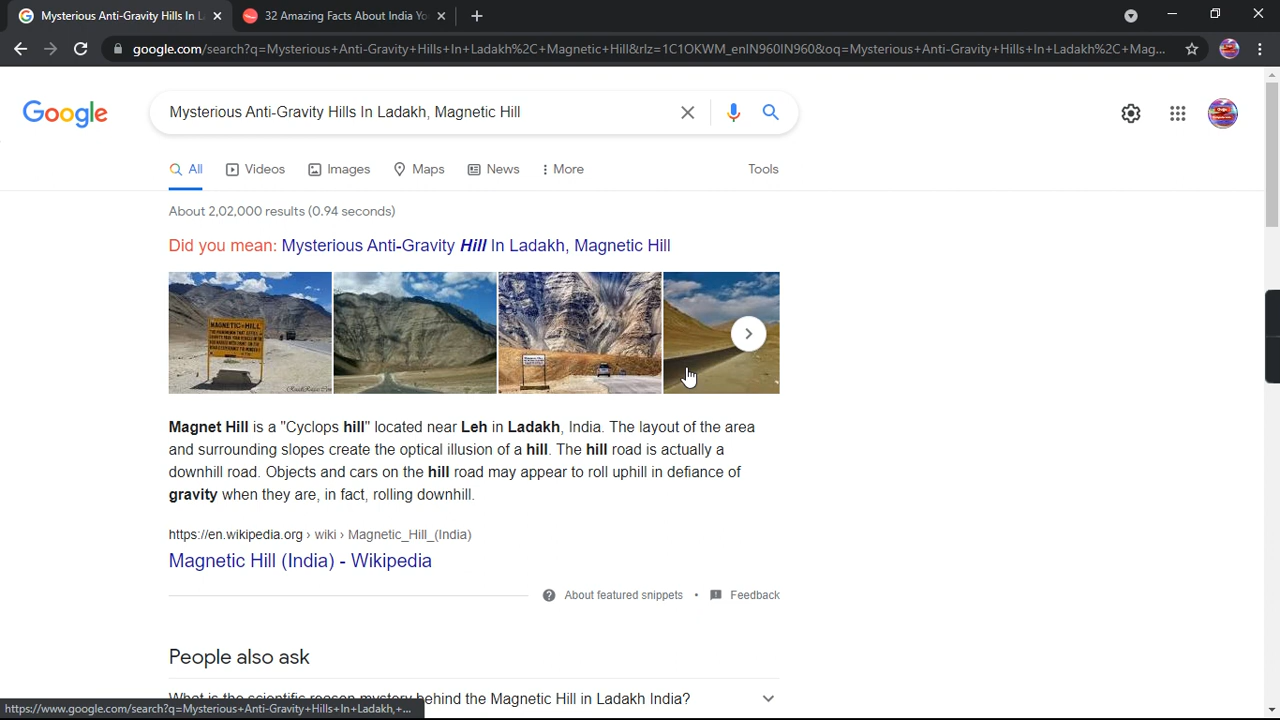 Mysterious Anti-Gravity Hills In L
32 Amazing Facts About India Yo
google.com/search?q=Mysterious+Anti-Gravity+Hills+In+Ladakh%2C+Magnetic+Hill&rlz=1C1OKWM_enIN960IN960&oq=Mysterious+Anti-Gravity+Hills+In+Ladakh%2C+Mag...
Google
Mysterious Anti-Gravity Hills In Ladakh, Magnetic Hill
All Videos Images Maps News More Tools
About 2,02,000 results (0.94 seconds)
Did you mean: Mysterious Anti-Gravity Hill In Ladakh, Magnetic Hill
MAGNETIC-HILL
Magnet Hill is a "Cyclops hill" located near Leh in Ladakh, India. The layout of the area
and surrounding slopes create the optical illusion of a hill. The hill road is actually a
downhill road. Objects and cars on the hill road may appear to roll uphill in defiance of
gravity when they are, in fact, rolling downhill.
https://en.wikipedia.org › wiki › Magnetic_Hill_(India)
Magnetic Hill (India) - Wikipedia
About featured snippets • Feedback
People also ask
What is the scientific reason mystery behind the Magnetic Hill in Ladakh India?
https://www.google.com/search?q=Mysterious+Anti-Gravity+Hills+In+Ladakh,+...